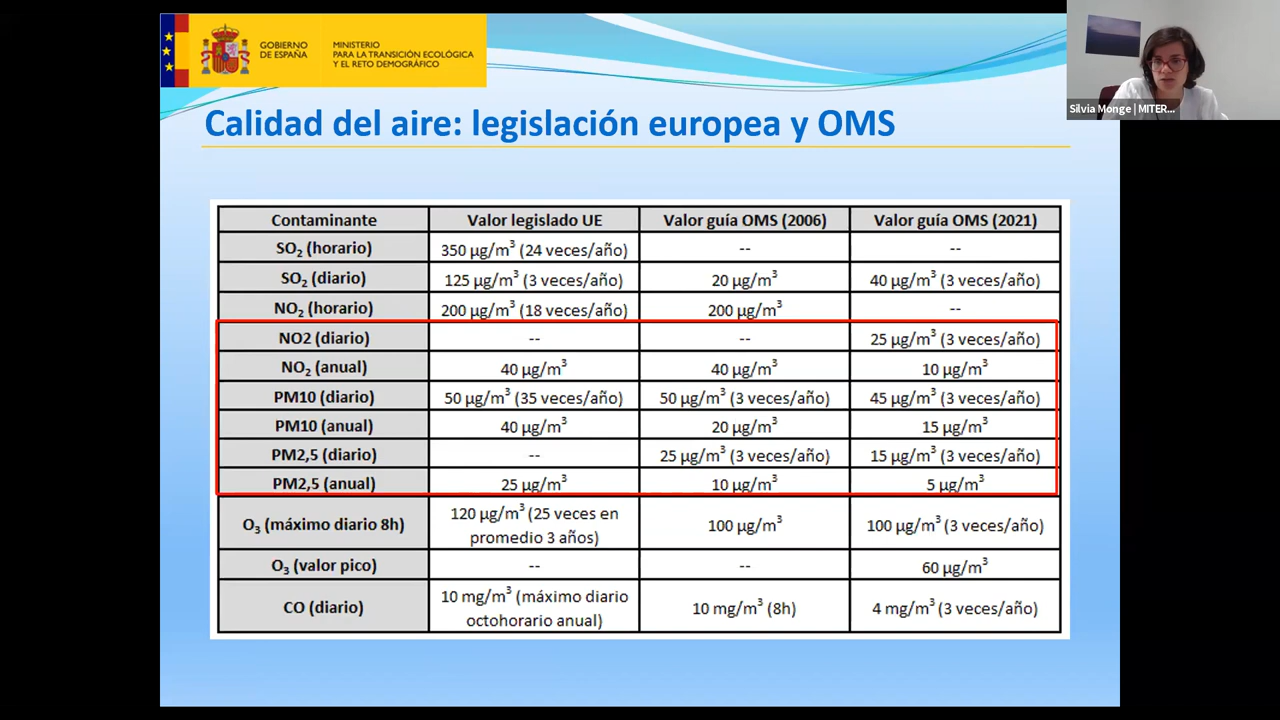 GOBIERNO
DE ESPAÑA
MINISTERIO
PARA LA TRANSICIÓN ECOLÓGICA
Y EL RETO DEMOGRÁFICO
Silvia Monge | MITER...
Calidad del aire: legislación europea y OMS
Contaminante Valor legislado UE Valor guía OMS (2006) Valor guía OMS (2021)
SO₂ (horario) 350 µg/m³ (24 veces/año) -- --
SO₂ (diario) 125 µg/m³ (3 veces/año) 20 µg/m³ 40 µg/m³ (3 veces/año)
NO₂ (horario) 200 µg/m³ (18 veces/año) 200 µg/m³ --
NO2 (diario) -- -- 25 µg/m³ (3 veces/año)
NO₂ (anual) 40 µg/m³ 40 µg/m³ 10 µg/m³
PM10 (diario) 50 µg/m³ (35 veces/año) 50 µg/m³ (3 veces/año) 45 µg/m³ (3 veces/año)
PM10 (anual) 40 µg/m³ 20 µg/m³ 15 µg/m³
PM2,5 (diario) -- 25 µg/m³ (3 veces/año) 15 µg/m³ (3 veces/año)
PM2,5 (anual) 25 µg/m³ 10 µg/m³ 5 µg/m³
O₃ (máximo diario 8h) 120 µg/m³ (25 veces en
promedio 3 años) 100 µg/m³ 100 µg/m³ (3 veces/año)
O₃ (valor pico) -- -- 60 µg/m³
CO (diario) 10 mg/m³ (máximo diario
octohorario anual) 10 mg/m³ (8h) 4 mg/m³ (3 veces/año)